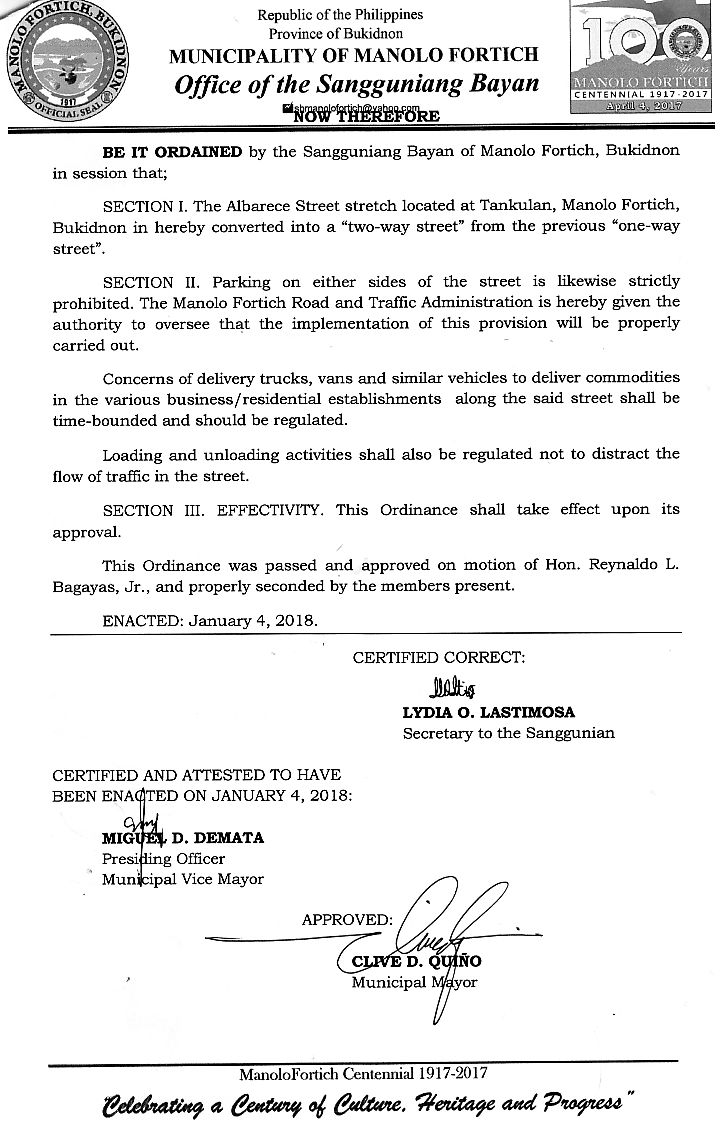 MANOLO FORTICH, BUKIDNON
1917
OFFICIAL SEAL
Republic of the Philippines
Province of Bukidnon
MUNICIPALITY OF MANOLO FORTICH
Office of the Sangguniang Bayan
sbmanolofortich@yahoo.com
100
Years
MANOLO FORTICH
CENTENNIAL 1917-2017
April 4, 2017
NOW THEREFORE
BE IT ORDAINED by the Sangguniang Bayan of Manolo Fortich, Bukidnon
in session that;
SECTION I. The Albarece Street stretch located at Tankulan, Manolo Fortich,
Bukidnon in hereby converted into a “two-way street” from the previous “one-way
street”.
SECTION II. Parking on either sides of the street is likewise strictly
prohibited. The Manolo Fortich Road and Traffic Administration is hereby given the
authority to oversee that the implementation of this provision will be properly
carried out.
Concerns of delivery trucks, vans and similar vehicles to deliver commodities
in the various business/residential establishments along the said street shall be
time-bounded and should be regulated.
Loading and unloading activities shall also be regulated not to distract the
flow of traffic in the street.
SECTION III. EFFECTIVITY. This Ordinance shall take effect upon its
approval.
This Ordinance was passed and approved on motion of Hon. Reynaldo L.
Bagayas, Jr., and properly seconded by the members present.
ENACTED: January 4, 2018.
CERTIFIED CORRECT:
LYDIA O. LASTIMOSA
Secretary to the Sanggunian
CERTIFIED AND ATTESTED TO HAVE
BEEN ENACTED ON JANUARY 4, 2018:
MIGUEL D. DEMATA
Presiding Officer
Municipal Vice Mayor
APPROVED:
CLIVE D. QUIÑO
Municipal Mayor
ManoloFortich Centennial 1917-2017
"Celebrating a Century of Culture, Heritage and Progress"